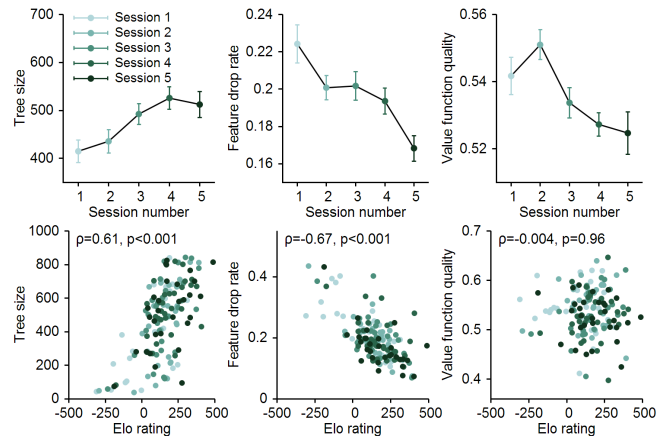 700
600
500
400
Tree size
Session 1
Session 2
Session 3
Session 4
Session 5
1 2 3 4 5
Session number
0.24
0.22
0.2
0.18
0.16
Feature drop rate
1 2 3 4 5
Session number
0.56
0.54
0.52
Value function quality
1 2 3 4 5
Session number
1000
800
600
400
200
0
Tree size
ρ=0.61, p<0.001
-500 -250 0 250 500
Elo rating
0.4
0.2
0
Feature drop rate
ρ=-0.67, p<0.001
-500 -250 0 250 500
Elo rating
0.7
0.6
0.5
0.4
Value function quality
ρ=-0.004, p=0.96
-500 -250 0 250 500
Elo rating